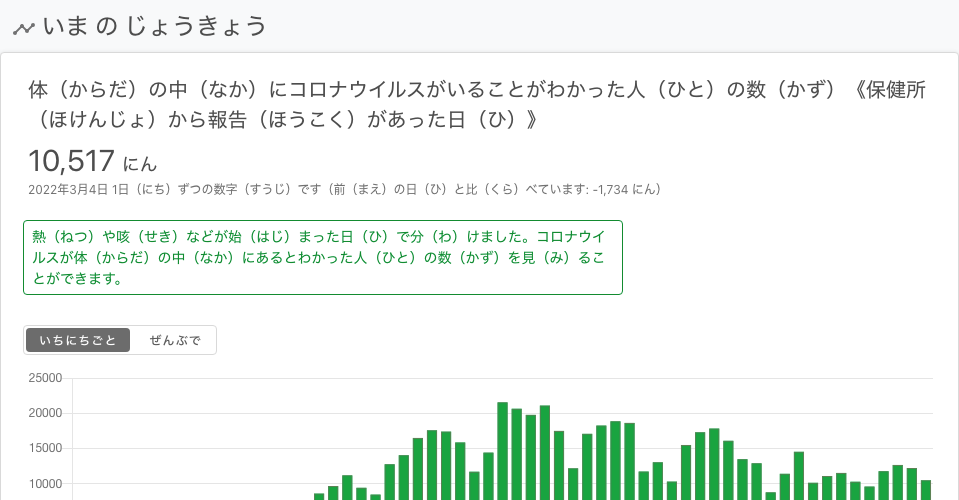 いま の じょうきょう
体（からだ）の中（なか）にコロナウイルスがいることがわかった人（ひと）の数（かず）《保健所
（ほけんじょ）から報告（ほうこく）があった日（ひ）》
10,517 にん
2022年3月4日 1日（にち）ずつの数字（すうじ）です（前（まえ）の日（ひ）と比（くら）べています: -1,734 にん）
熱（ねつ）や咳（せき）などが始（はじ）まった日（ひ）で分（わ）けました。コロナウイ
ルスが体（からだ）の中（なか）にあるとわかった人（ひと）の数（かず）を見（み）るこ
とができます。
いちにちごと ぜんぶで
25000
20000
15000
10000